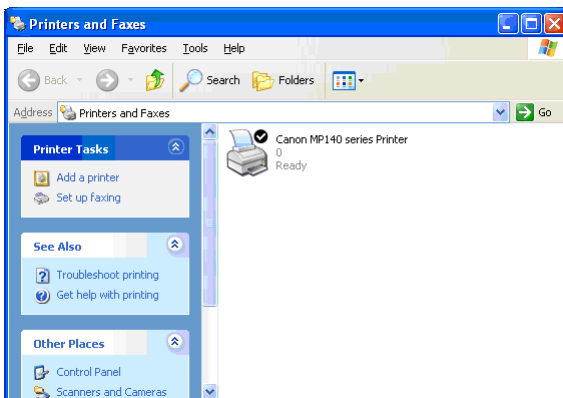 Printers and Faxes
File Edit View Favorites Tools Help
Back Search Folders
Address Printers and Faxes Go
Printer Tasks
Add a printer
Set up faxing
See Also
Troubleshoot printing
Get help with printing
Other Places
Control Panel
Scanners and Cameras
Canon MP140 series Printer
0
Ready